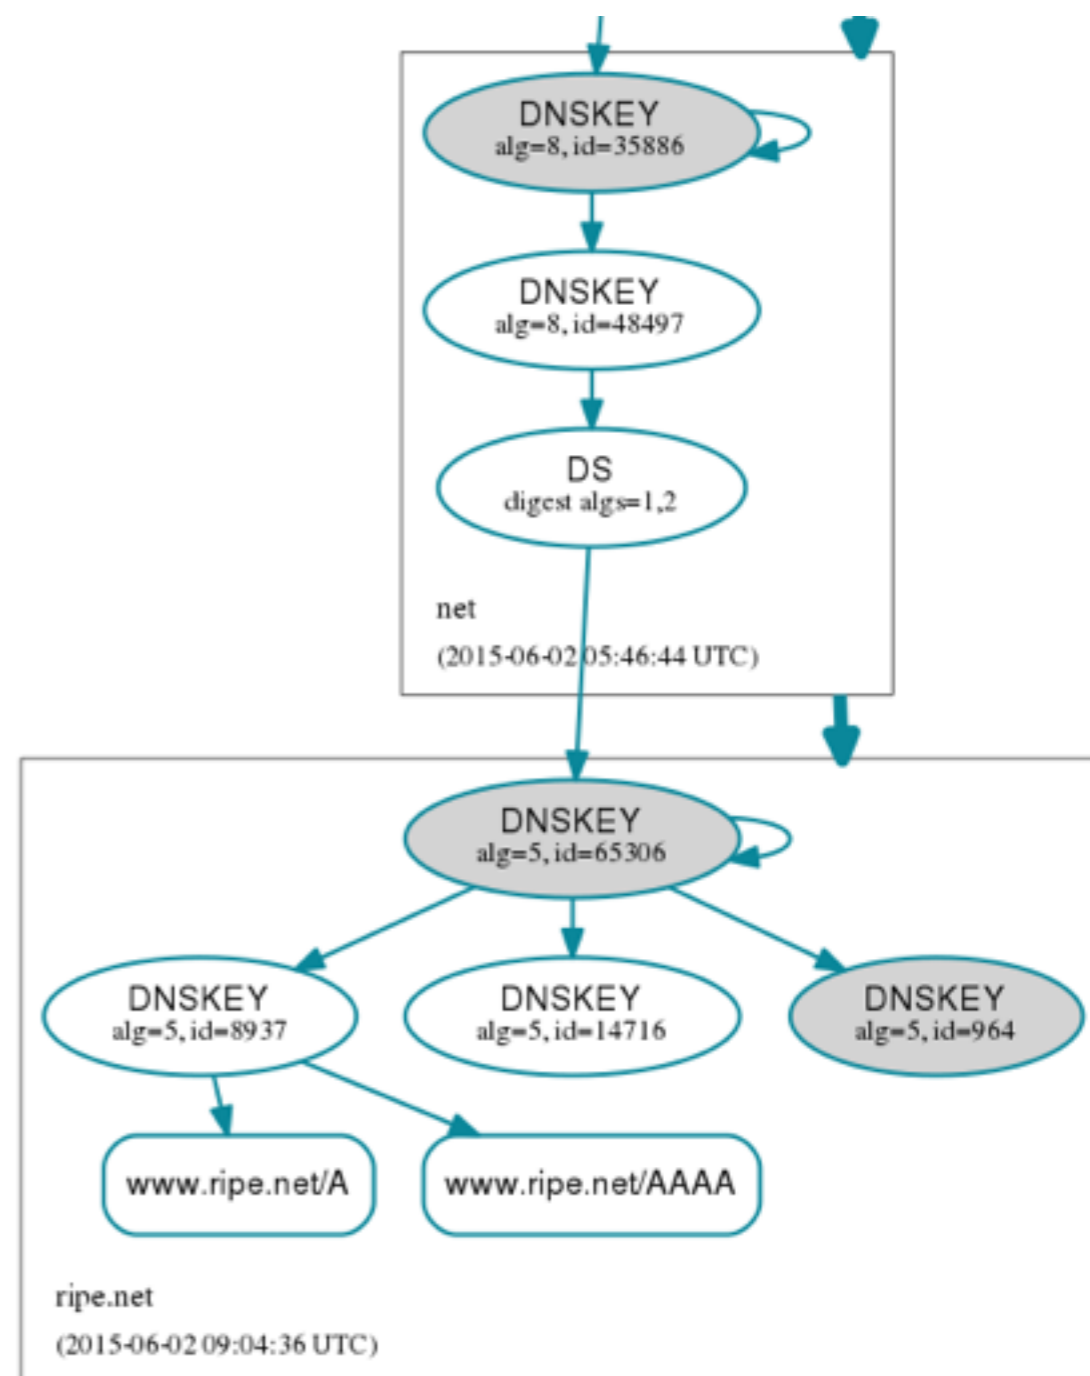 DNSKEY
alg=8, id=35886
DNSKEY
alg=8, id=48497
DS
digest algs=1,2
net
(2015-06-02 05:46:44 UTC)
DNSKEY
alg=5, id=65306
DNSKEY
alg=5, id=8937
DNSKEY
alg=5, id=14716
DNSKEY
alg=5, id=964
www.ripe.net/A
www.ripe.net/AAAA
ripe.net
(2015-06-02 09:04:36 UTC)